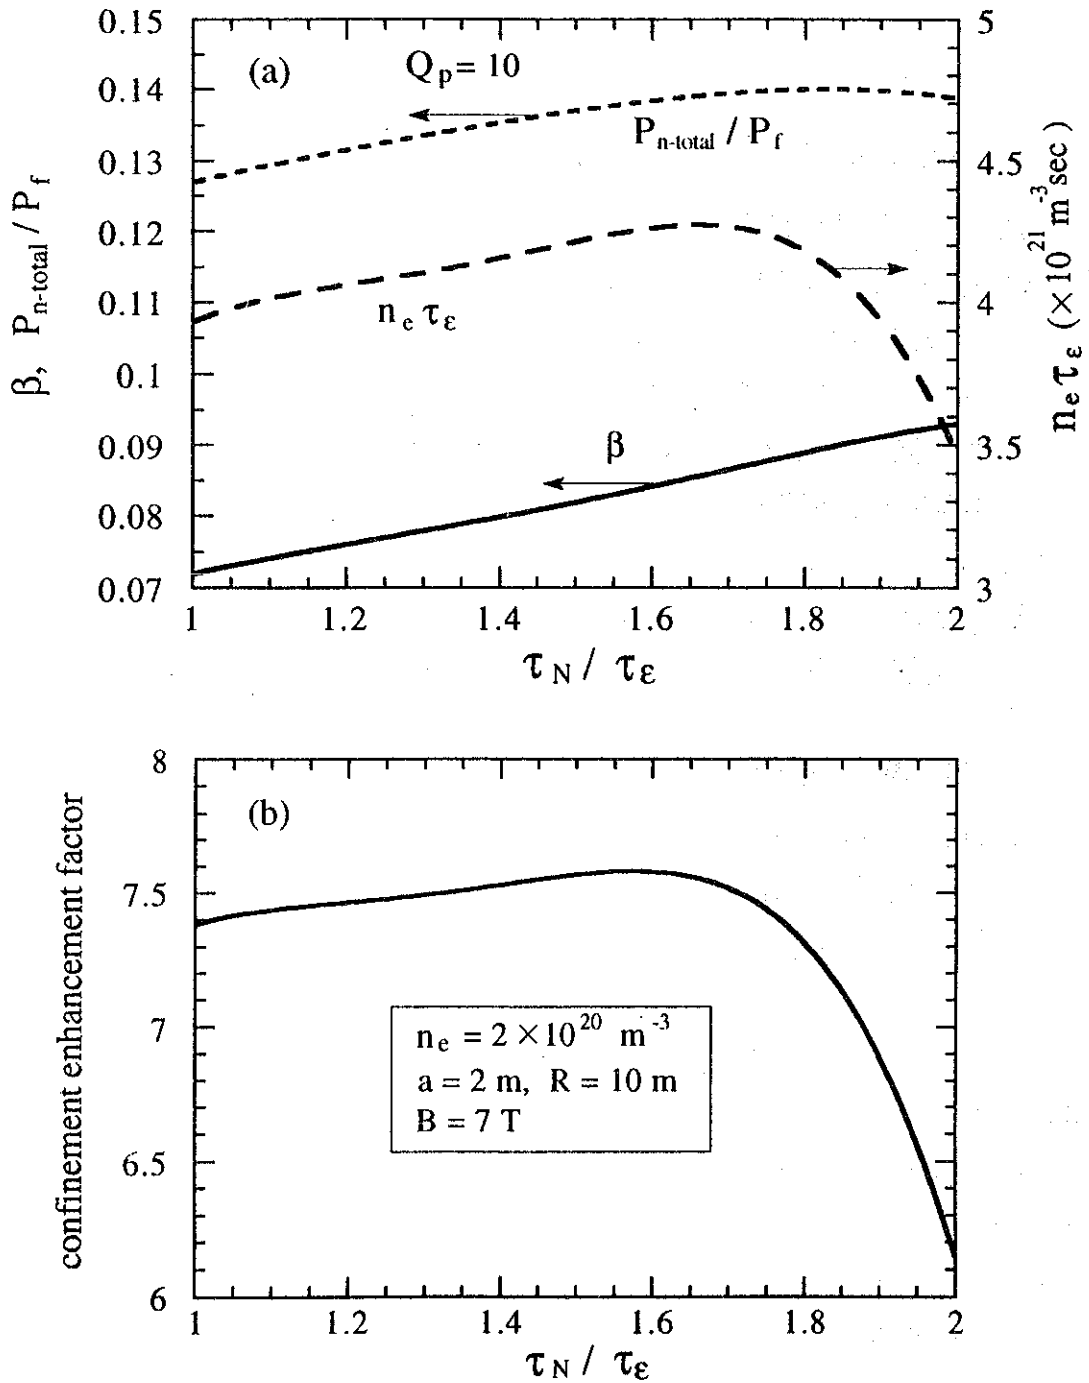 (a)
Q_p = 10
0.15
0.14
0.13
0.12
0.11
0.1
0.09
0.08
0.07
β, P_n-total / P_f
P_n-total / P_f
n_e τ_ε
β
5
4.5
4
3.5
3
n_e τ_ε (×10^21 m^-3 sec)
1 1.2 1.4 1.6 1.8 2
τ_N / τ_ε
(b)
8
7.5
7
6.5
6
confinement enhancement factor
n_e = 2 ×10^20 m^-3
a = 2 m, R = 10 m
B = 7 T
1 1.2 1.4 1.6 1.8 2
τ_N / τ_ε